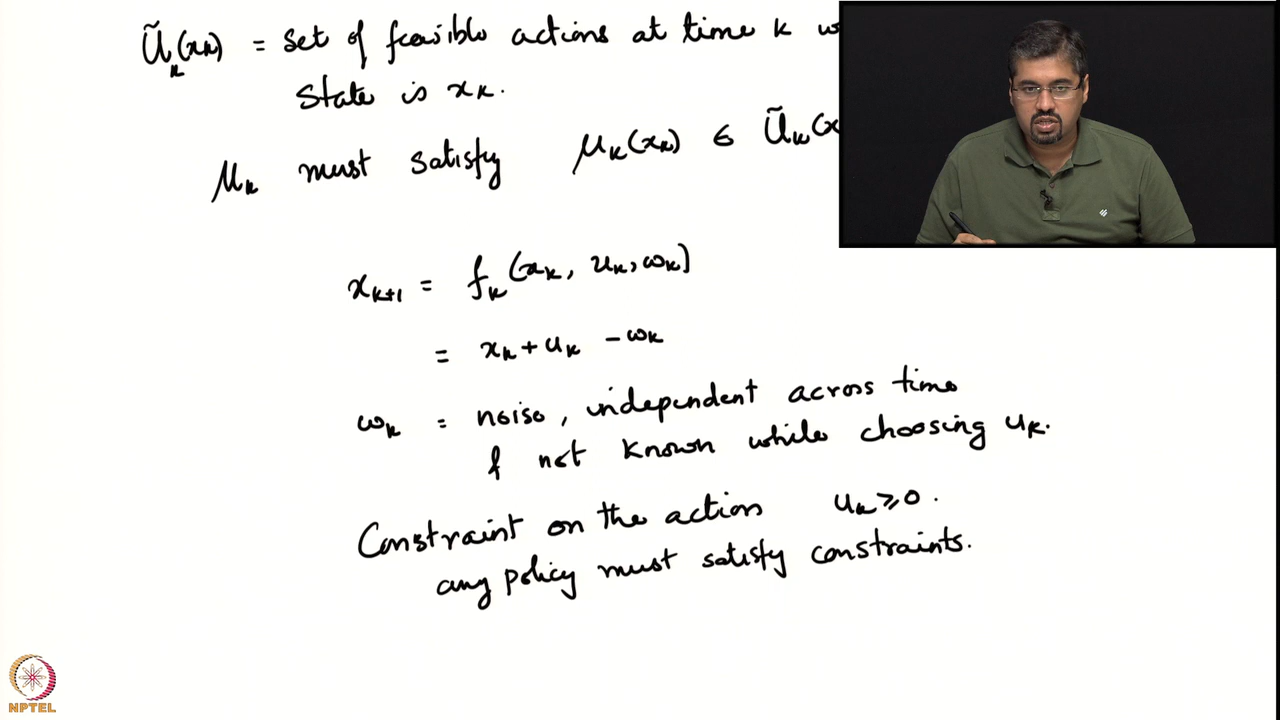 Ũₖ(xₖ) = set of feasible actions at time k
state is xₖ.
μₖ must satisfy μₖ(xₖ) ∈ Ũₖ(x
xₖ₊₁ = fₖ(xₖ, uₖ, ωₖ)
= xₖ + uₖ - ωₖ
ωₖ = noise, independent across time
& not known while choosing uₖ.
Constraint on the action uₖ ≥ 0.
any policy must satisfy constraints.
NPTEL